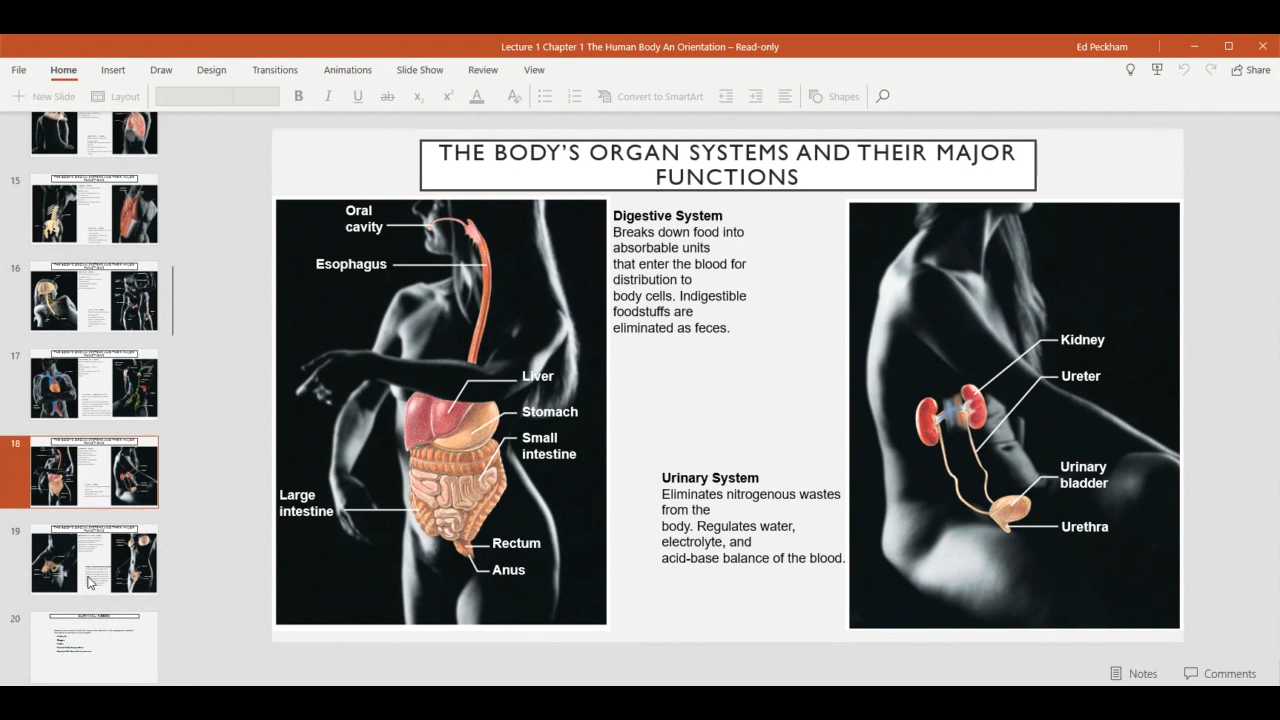 Lecture 1 Chapter 1 The Human Body An Orientation – Read-only
Ed Peckham
File Home Insert Draw Design Transitions Animations Slide Show Review View
Share
New Slide Layout
B I U ab x₂ x² A
Convert to SmartArt
Shapes
15
16
17
18
19
20
THE BODY'S ORGAN SYSTEMS AND THEIR MAJOR
FUNCTIONS
Oral
cavity
Esophagus
Liver
Stomach
Small
intestine
Large
intestine
Rectum
Anus
Digestive System
Breaks down food into
absorbable units
that enter the blood for
distribution to
body cells. Indigestible
foodstuffs are
eliminated as feces.
Urinary System
Eliminates nitrogenous wastes
from the
body. Regulates water,
electrolyte, and
acid-base balance of the blood.
Kidney
Ureter
Urinary
bladder
Urethra
Notes
Comments